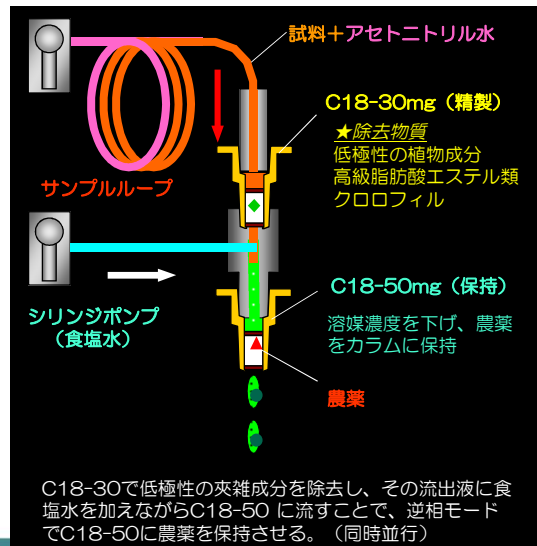 試料＋アセトニトリル水
C18-30mg（精製）
★除去物質
低極性の植物成分
高級脂肪酸エステル類
クロロフィル
サンプルループ
C18-50mg（保持）
シリンジポンプ
（食塩水）
溶媒濃度を下げ、農薬
をカラムに保持
農薬
C18-30で低極性の夾雑成分を除去し、その流出液に食
塩水を加えながらC18-50 に流すことで、逆相モード
でC18-50に農薬を保持させる。（同時並行）